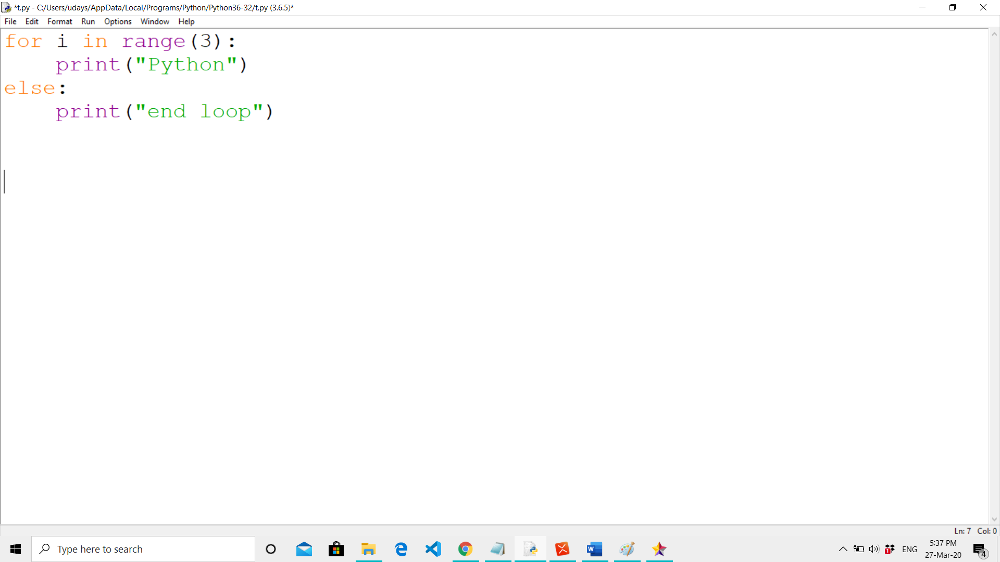 *t.py - C:/Users/udays/AppData/Local/Programs/Python/Python36-32/t.py (3.6.5)*
File Edit Format Run Options Window Help
for i in range(3):
    print("Python")
else:
    print("end loop")
Ln: 7 Col: 0
Type here to search
W
1
ENG
5:37 PM
27-Mar-20
4